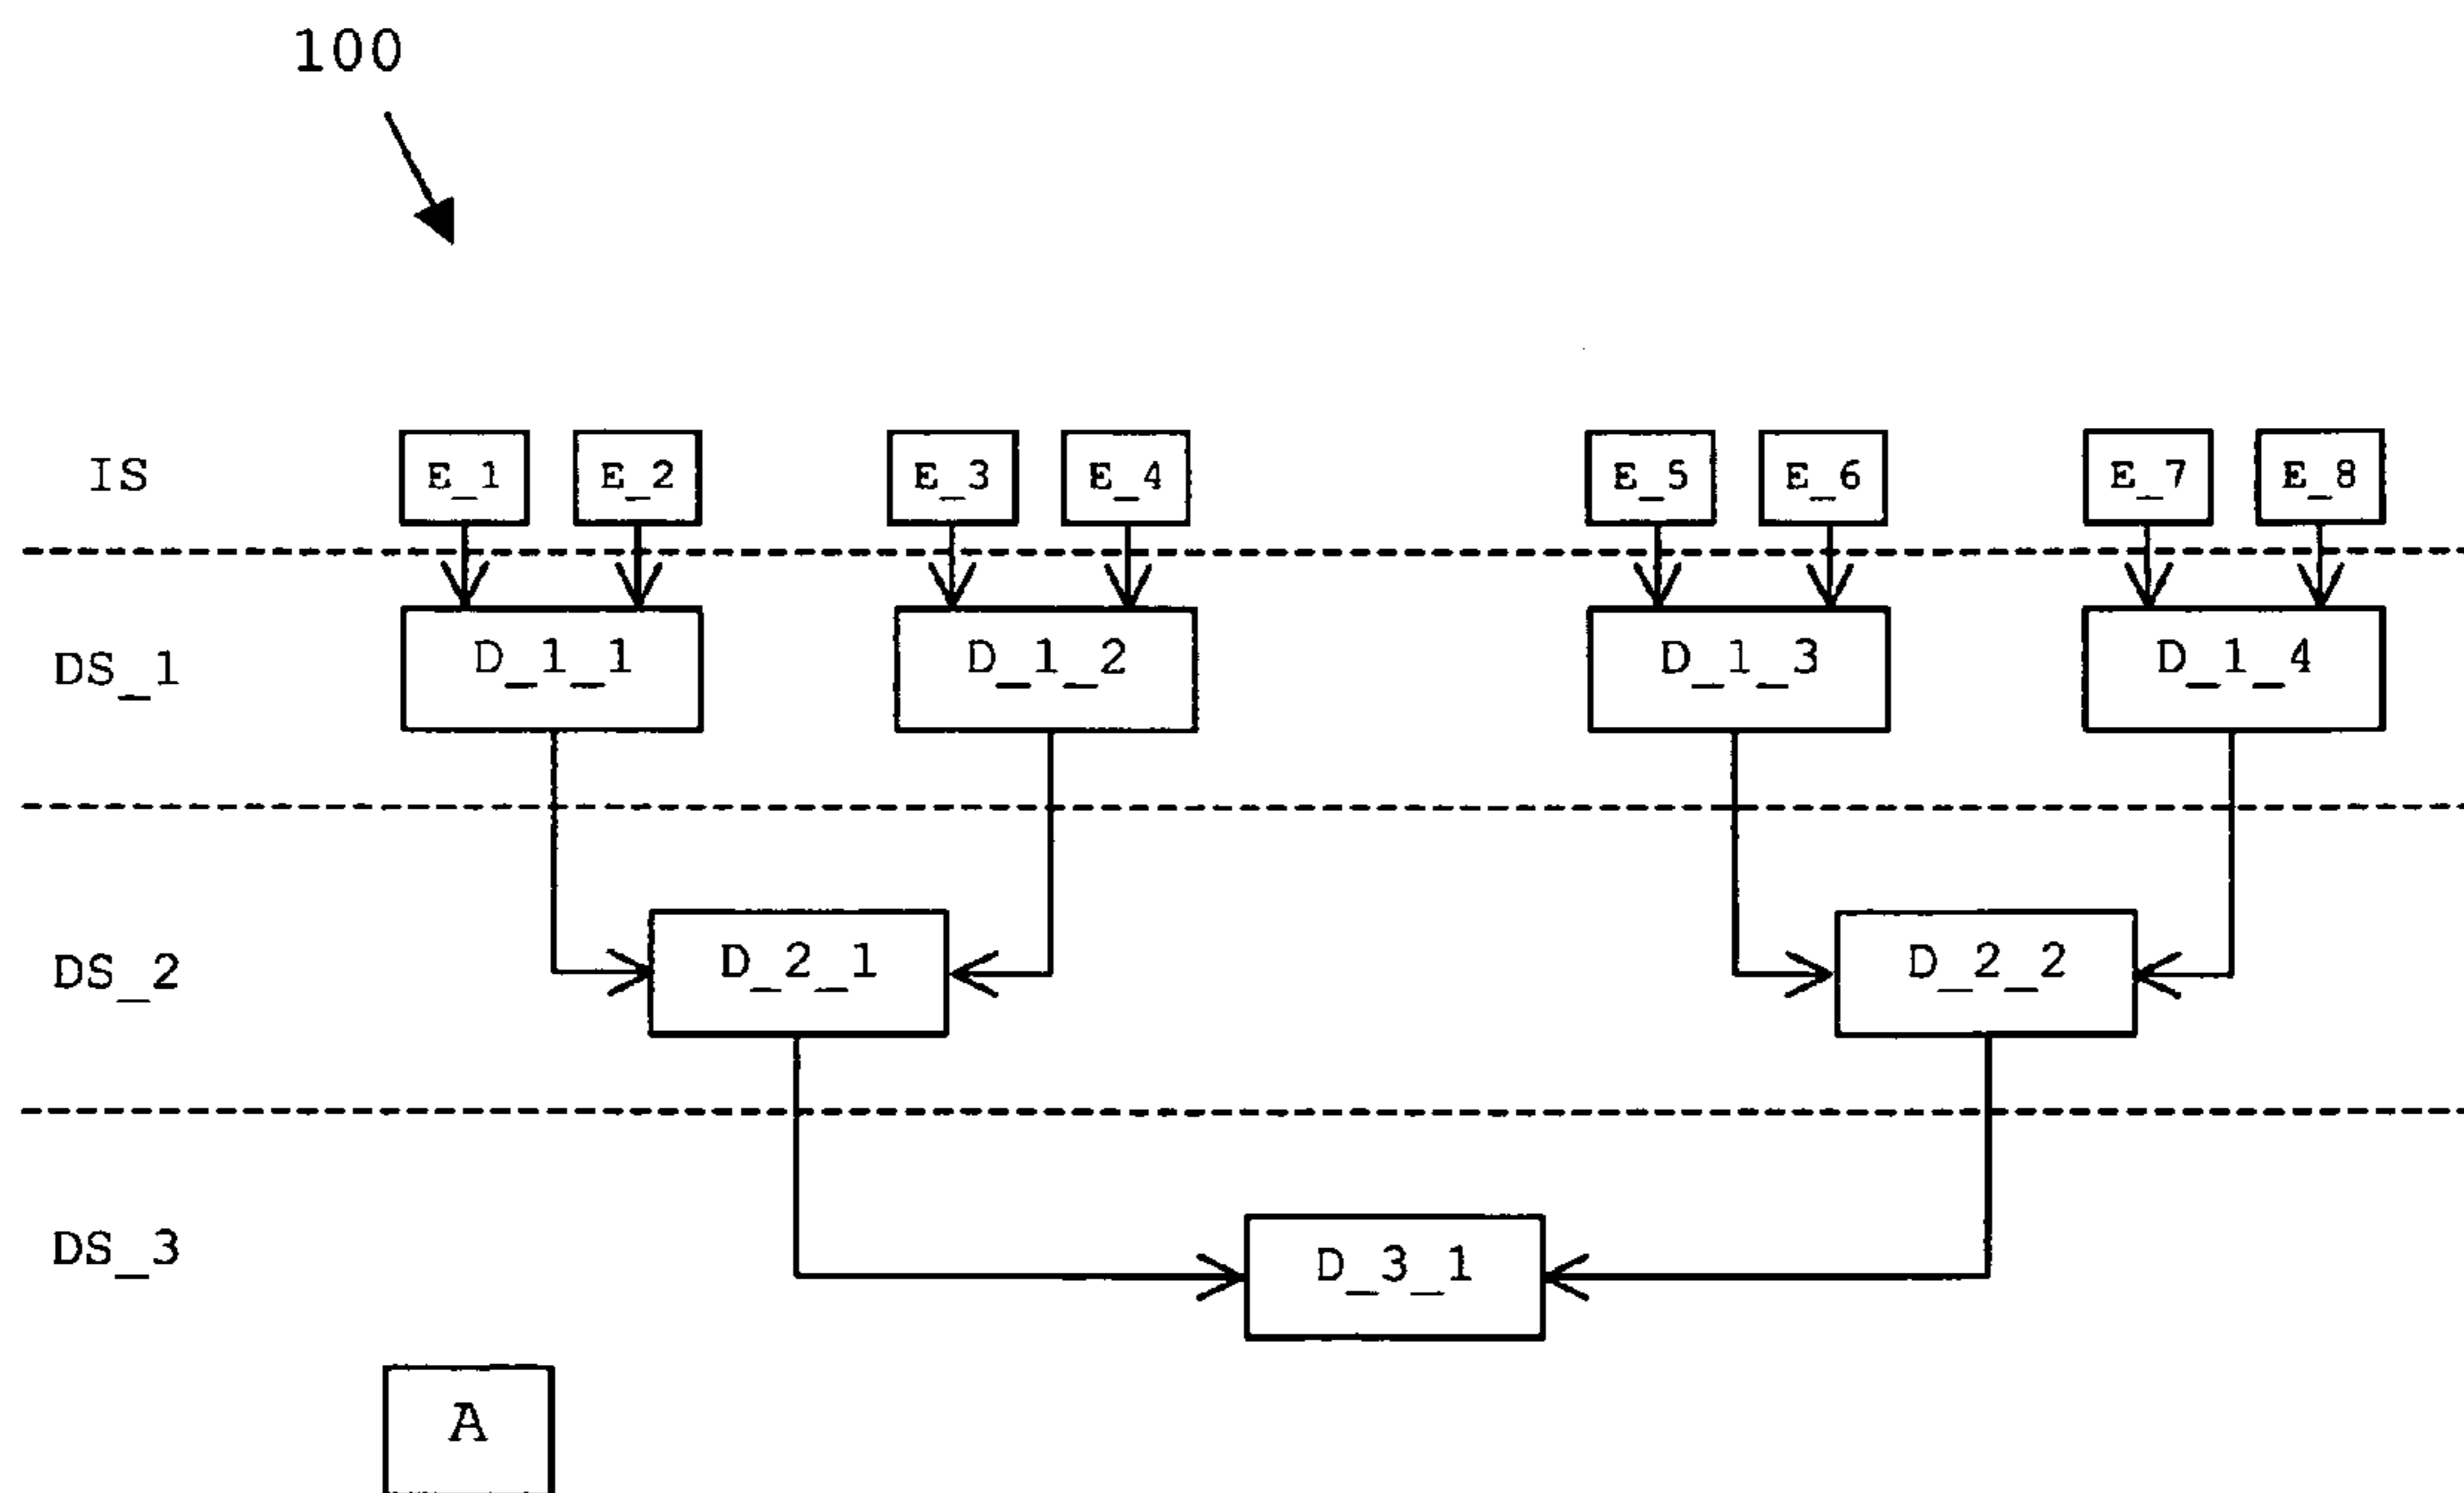 100
IS E_1 E_2 E_3 E_4 E_5 E_6 E_7 E_8
DS_1 D_1_1 D_1_2 D_1_3 D_1_4
DS_2 D_2_1 D_2_2
DS_3 D_3_1
A